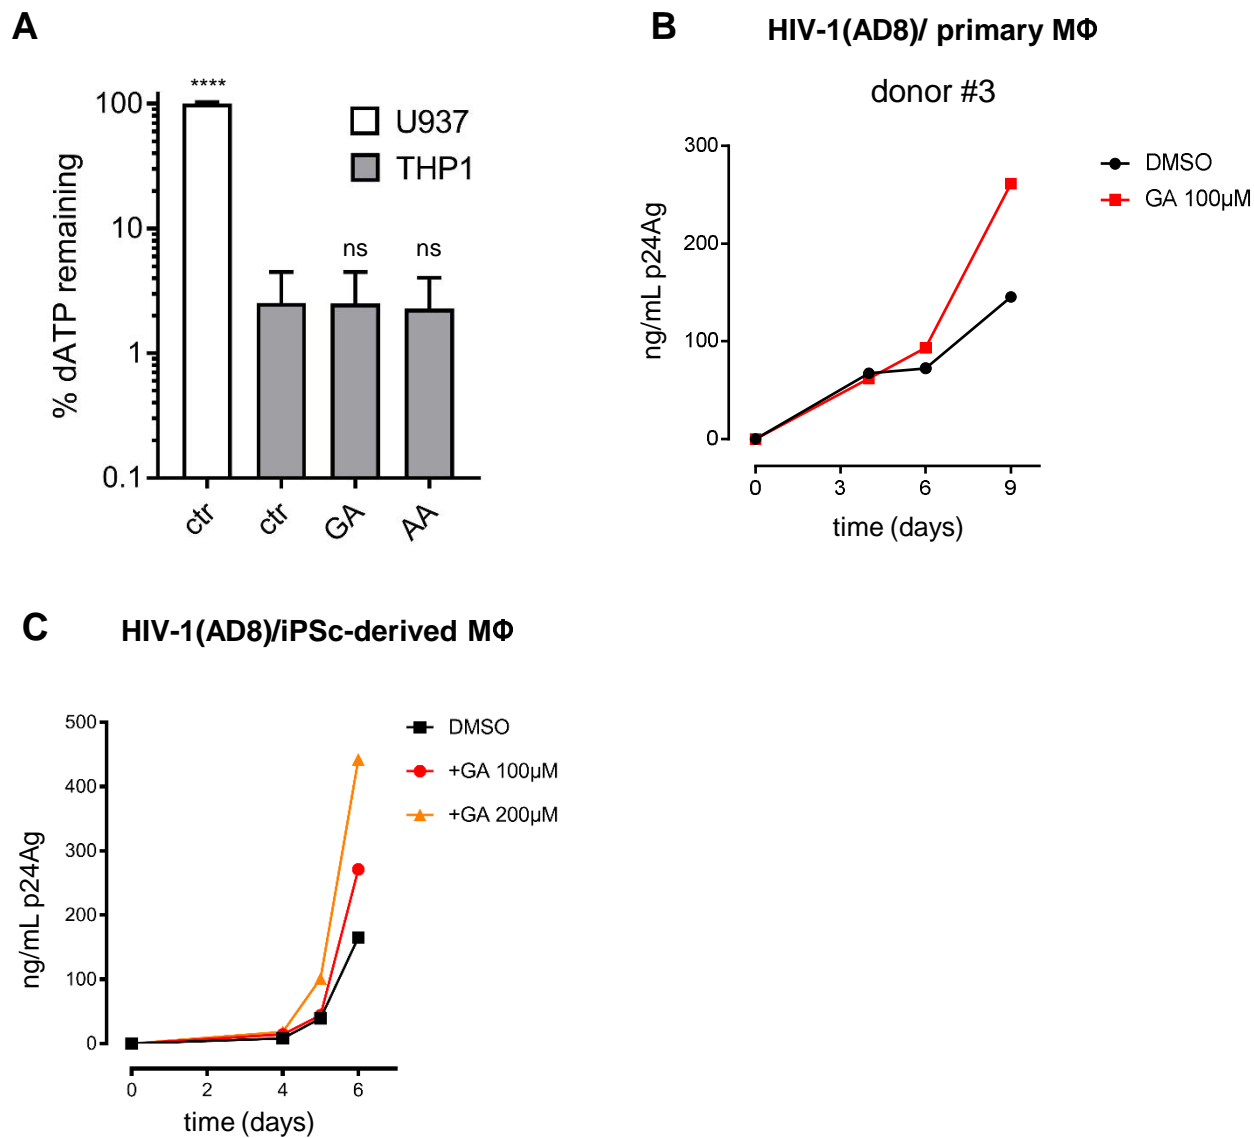 A
% dATP remaining
100
10
1
0.1
****
ns
ns
U937
THP1
ctr
ctr
GA
AA
B
HIV-1(AD8)/ primary MΦ
donor #3
ng/mL p24Ag
300
200
100
0
0 3 6 9
time (days)
DMSO
GA 100µM
C
HIV-1(AD8)/iPSc-derived MΦ
ng/mL p24Ag
500
400
300
200
100
0
0 2 4 6
time (days)
DMSO
+GA 100µM
+GA 200µM